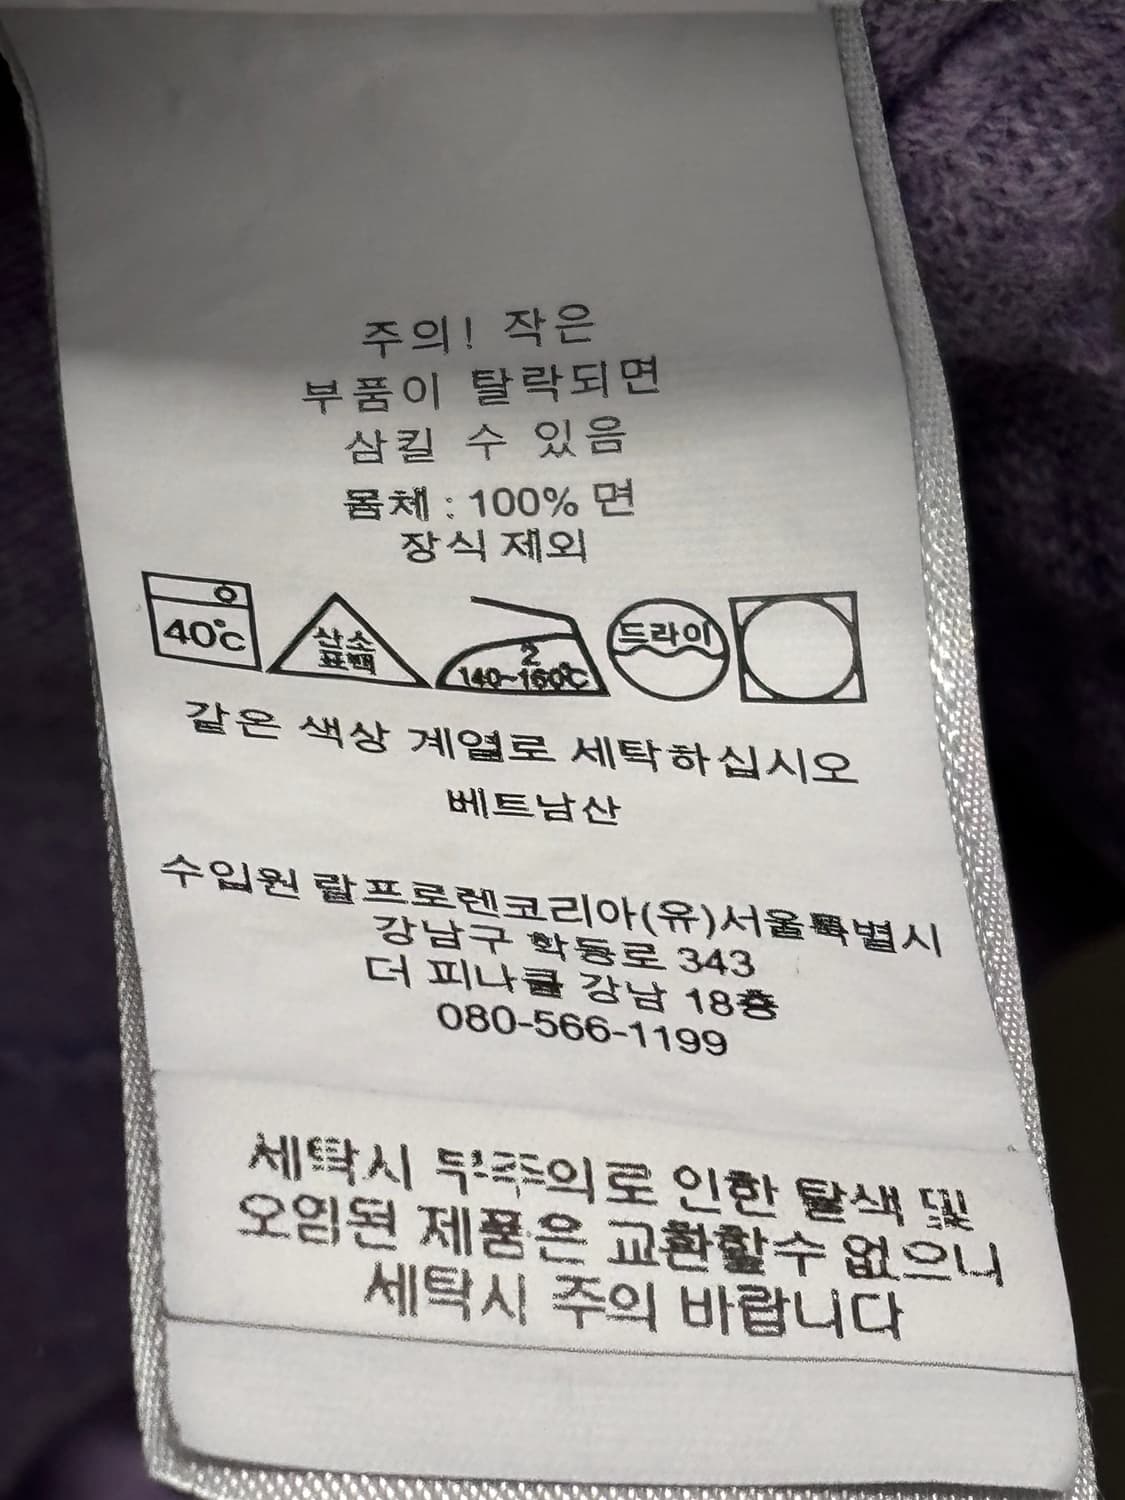 주의! 작은
부품이 탈락되면
삼킬 수 있음
몸체 : 100% 면
장식 제외
40°C
산소
표백
2
140~160°C
드라이
같은 색상 계열로 세탁하십시오
베트남산
수입원 랄프로렌코리아(유)서울특별시
강남구 학동로 343
더 피나클 강남 18층
080-566-1199
세탁시 부주의로 인한 탈색 및
오염된 제품은 교환할수 없으니
세탁시 주의 바랍니다